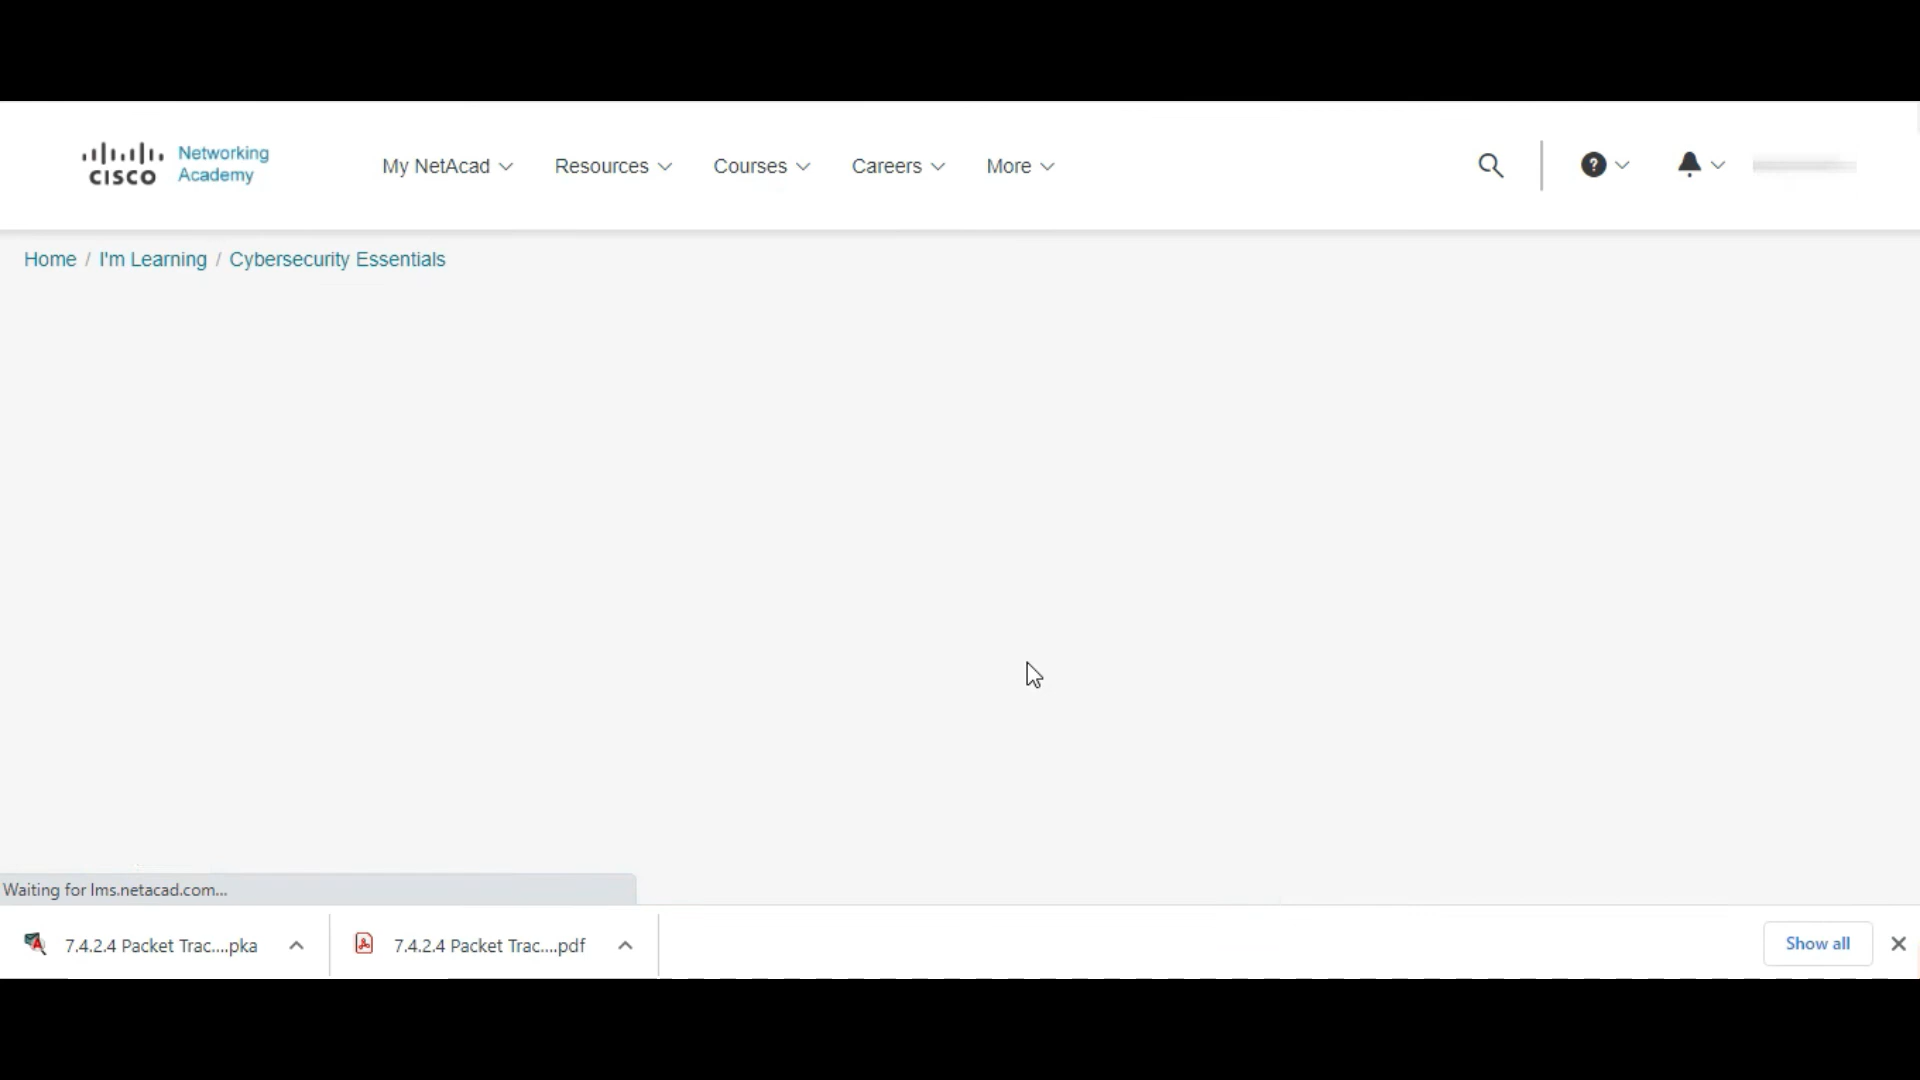 CISCO
Networking
Academy
My NetAcad
Resources
Courses
Careers
More
Home / I'm Learning / Cybersecurity Essentials
Waiting for lms.netacad.com...
7.4.2.4 Packet Trac....pka
7.4.2.4 Packet Trac....pdf
Show all